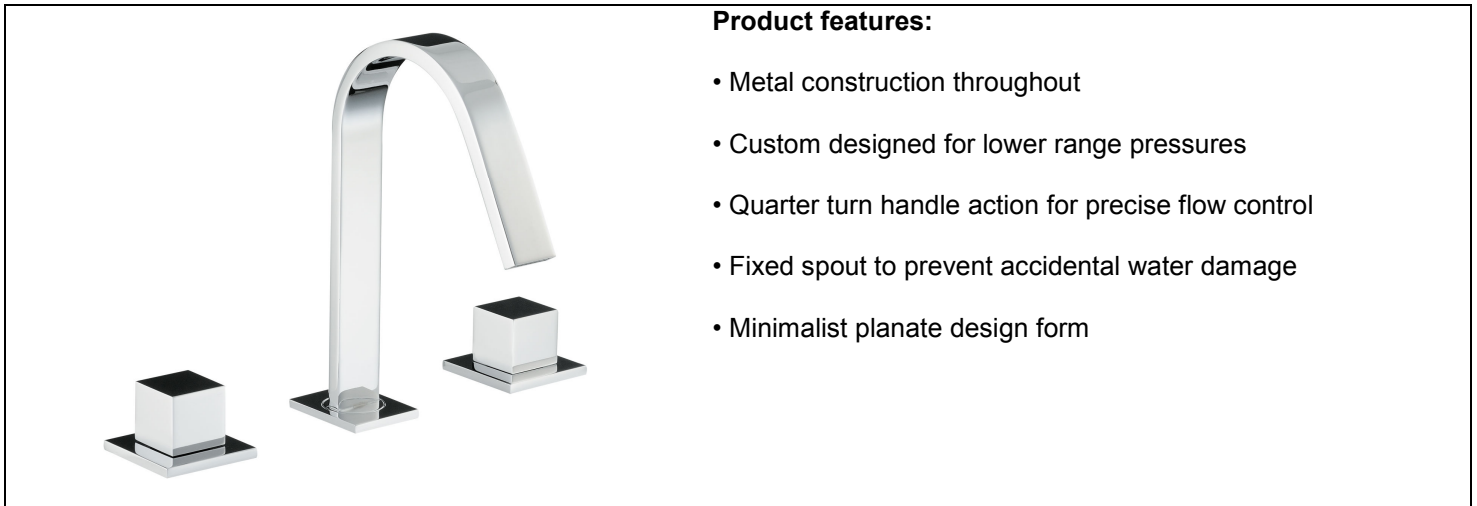 Product features:
• Metal construction throughout
• Custom designed for lower range pressures
• Quarter turn handle action for precise flow control
• Fixed spout to prevent accidental water damage
• Minimalist planate design form